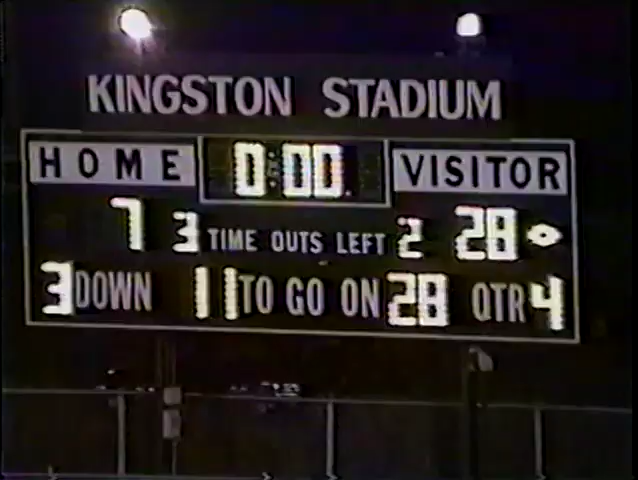 KINGSTON STADIUM
HOME 0:00 VISITOR
7 3 TIME OUTS LEFT 2 28
3 DOWN 11 TO GO ON 28 QTR 4